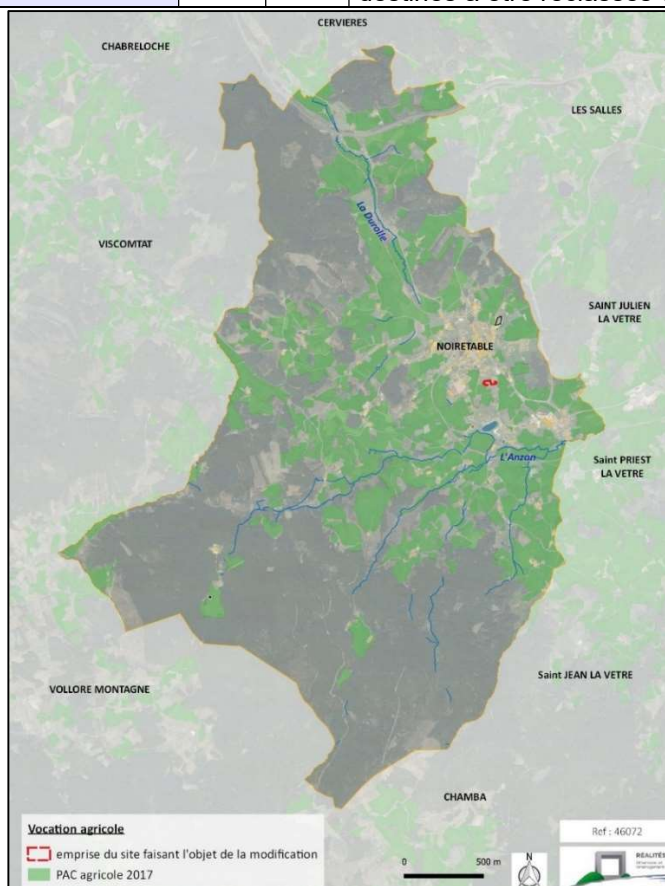 CERVIERES
CHABRELOCHE
LES SALLES
La Durolle
VISCOMTAT
SAINT JULIEN
LA VETRE
NOIRETABLE
L'Anzon
Saint PRIEST
LA VETRE
Saint JEAN LA VETRE
VOLLORE MONTAGNE
CHAMBA
Vocation agricole
emprise du site faisant l'objet de la modification
PAC agricole 2017
Ref : 46072
0 500 m
N
REALITES